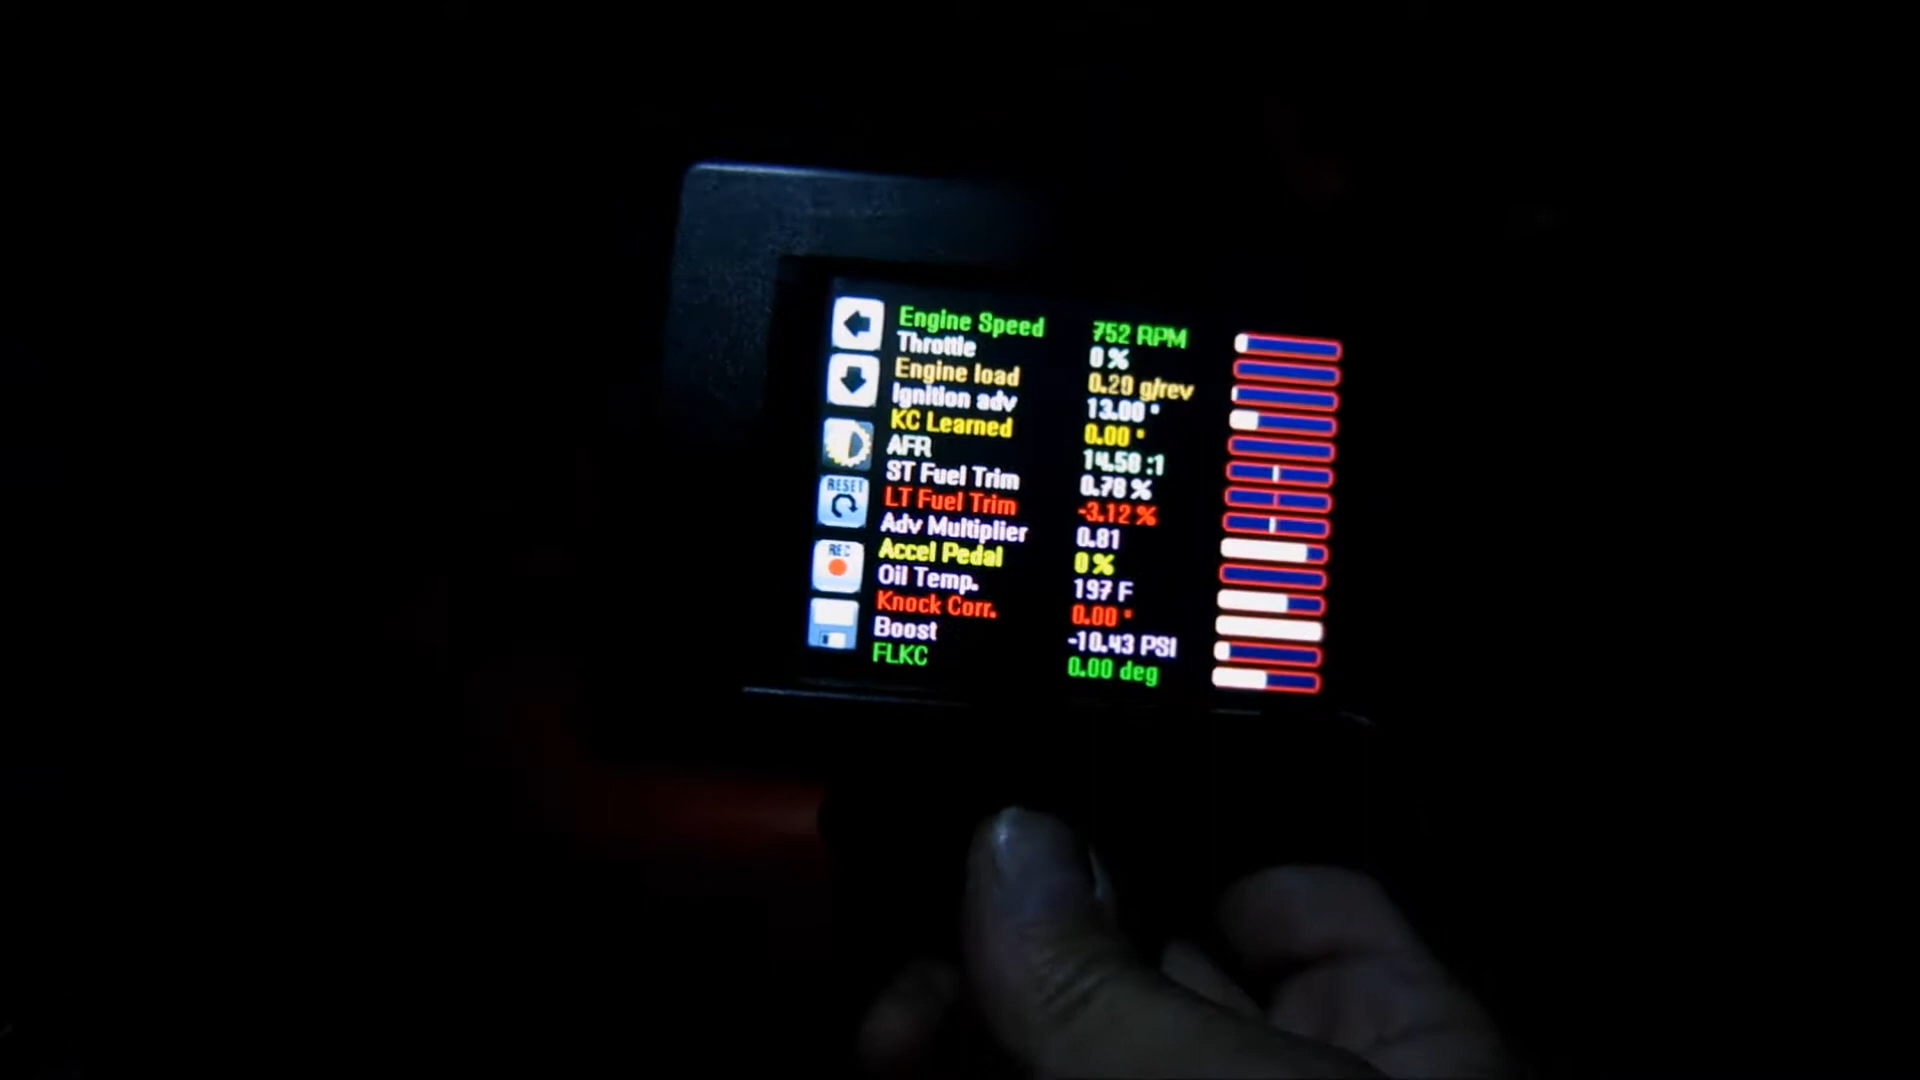 Engine Speed 752 RPM
Throttle 0 %
Engine load 0.20 g/rev
Ignition adv 13.00 °
KC Learned 0.00 °
AFR 14.58 :1
ST Fuel Trim 0.78 %
RESET
LT Fuel Trim -3.12 %
Adv Multiplier 0.81
REC
Accel Pedal 0 %
Oil Temp. 197 F
Knock Corr. 0.00 °
Boost -10.43 PSI
FLKC 0.00 deg